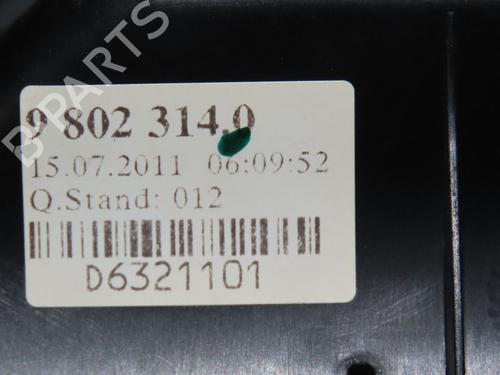 B PARTS
9 802 314.0
15.07.2011 06:09:52
Q.Stand: 012
D6321101